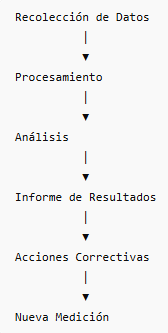 Recolección de Datos
Procesamiento
Análisis
Informe de Resultados
Acciones Correctivas
Nueva Medición